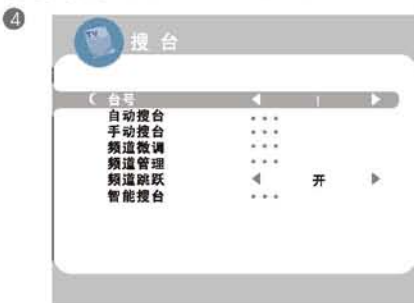 4
TV
搜 台
台号 ◀ 1 ▶
自动搜台 •••
手动搜台 •••
频道微调 •••
频道管理 •••
频道跳跃 ◀ 开 ▶
智能搜台 •••